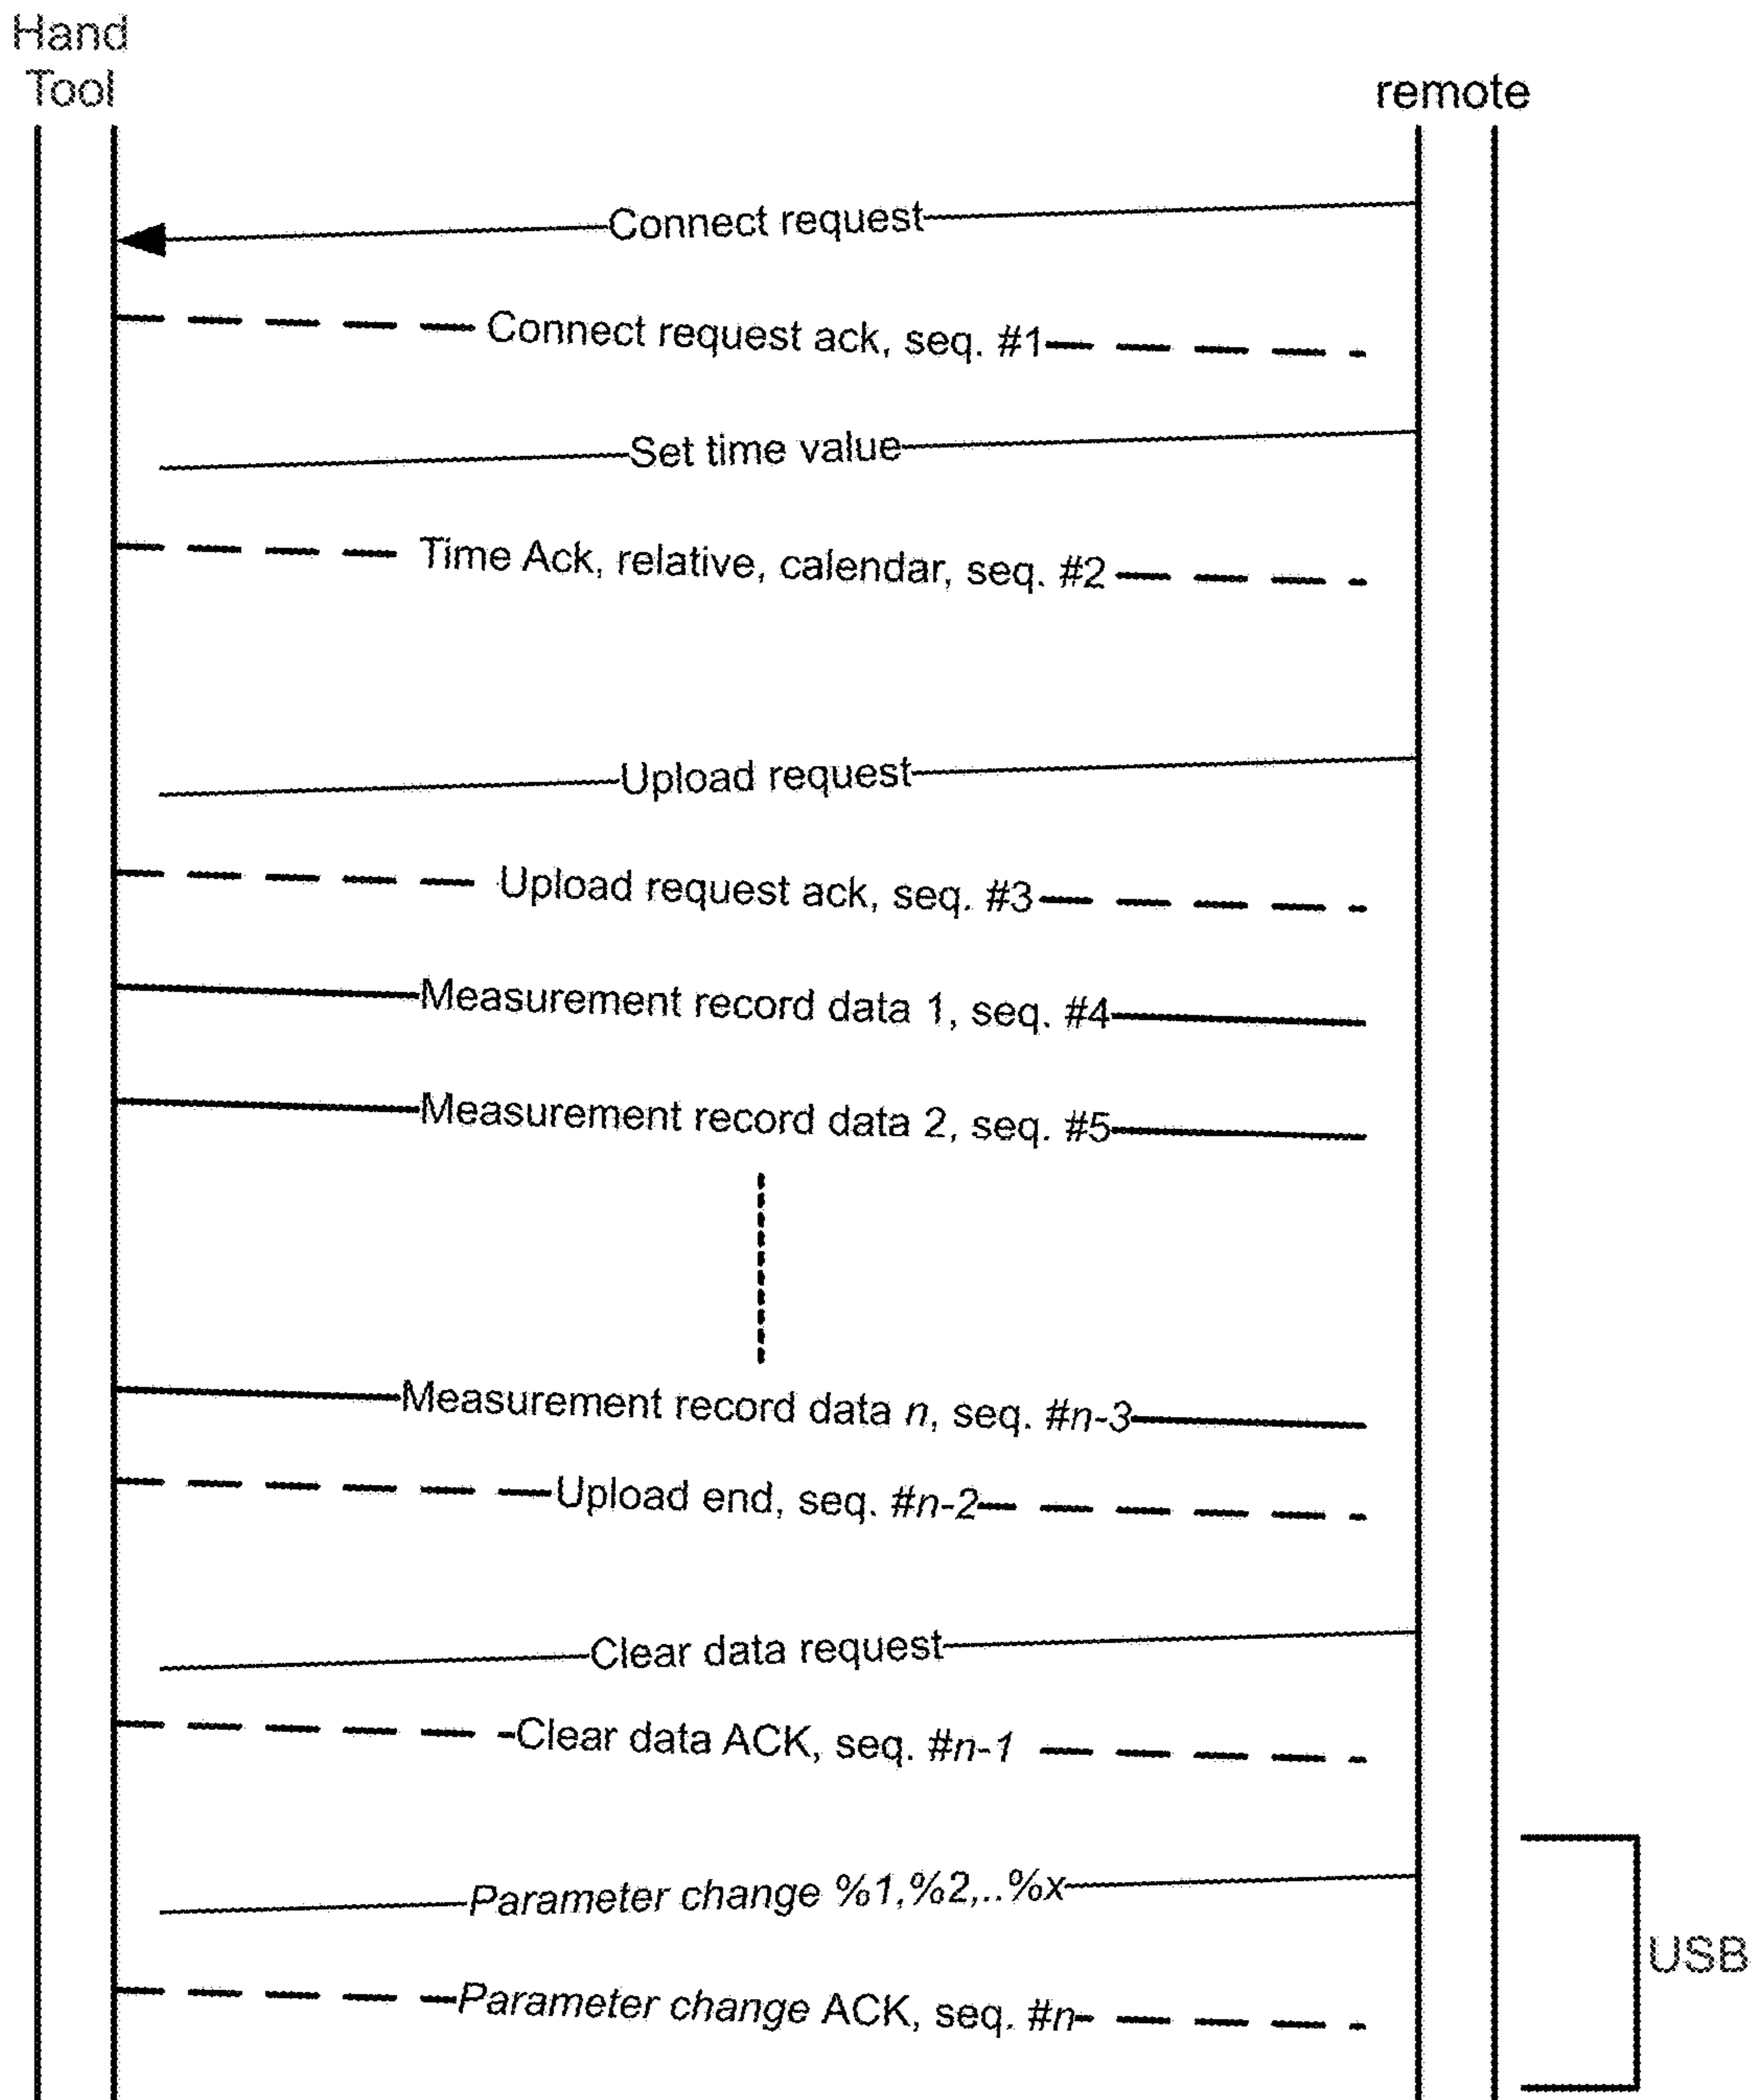 Hand
Tool
remote
Connect request
Connect request ack, seq. #1
Set time value
Time Ack, relative, calendar, seq. #2
Upload request
Upload request ack, seq. #3
Measurement record data 1, seq. #4
Measurement record data 2, seq. #5
Measurement record data n, seq. #n-3
Upload end, seq. #n-2
Clear data request
Clear data ACK, seq. #n-1
Parameter change %1,%2,..%x
USB
Parameter change ACK, seq. #n